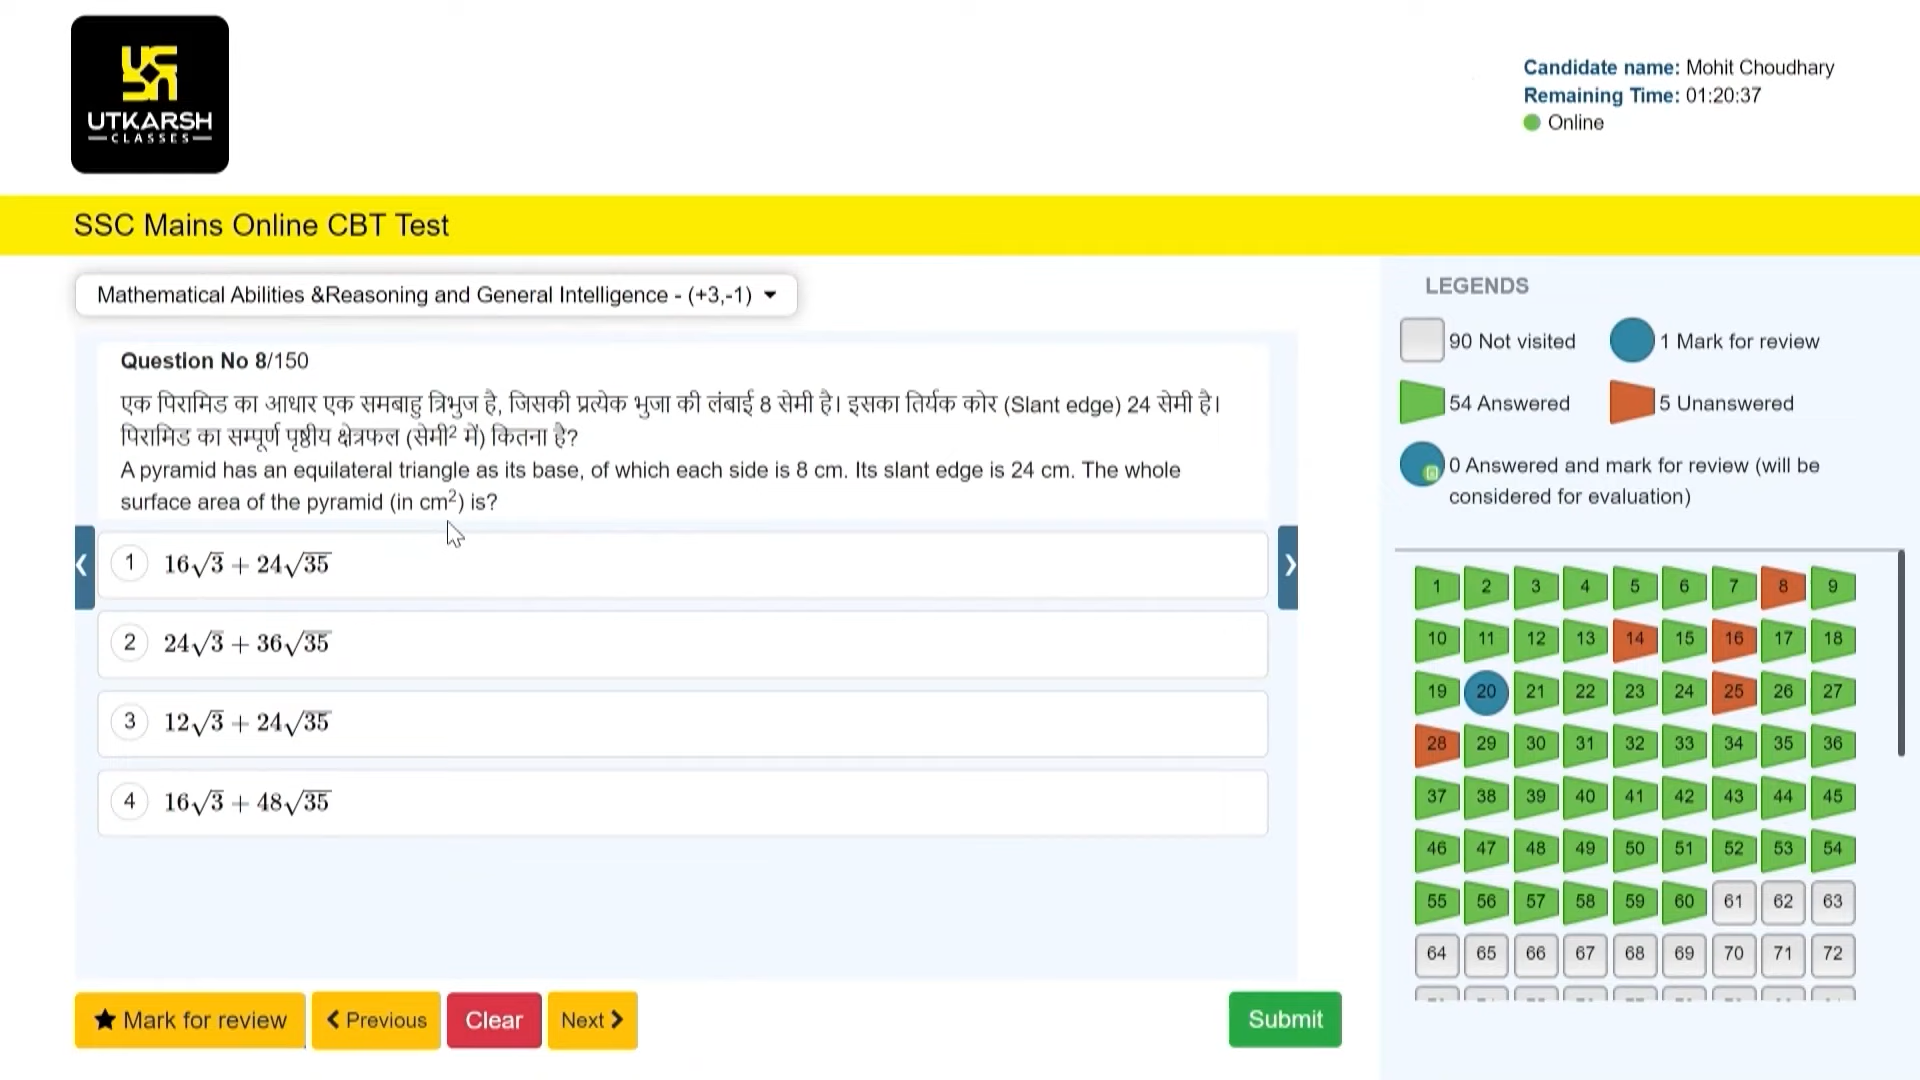 UTKARSH
CLASSES
Candidate name: Mohit Choudhary
Remaining Time: 01:20:37
Online
SSC Mains Online CBT Test
Mathematical Abilities &Reasoning and General Intelligence - (+3,-1)
Question No 8/150
एक पिरामिड का आधार एक समबाहु त्रिभुज है, जिसकी प्रत्येक भुजा की लंबाई 8 सेमी है। इसका तिर्यक कोर (Slant edge) 24 सेमी है।
पिरामिड का सम्पूर्ण पृष्ठीय क्षेत्रफल (सेमी² में) कितना है?
A pyramid has an equilateral triangle as its base, of which each side is 8 cm. Its slant edge is 24 cm. The whole
surface area of the pyramid (in cm²) is?
1 16√3 + 24√35
2 24√3 + 36√35
3 12√3 + 24√35
4 16√3 + 48√35
Mark for review
Previous
Clear
Next
Submit
LEGENDS
90 Not visited
1 Mark for review
54 Answered
5 Unanswered
0 Answered and mark for review (will be
considered for evaluation)
1 2 3 4 5 6 7 8 9
10 11 12 13 14 15 16 17 18
19 20 21 22 23 24 25 26 27
28 29 30 31 32 33 34 35 36
37 38 39 40 41 42 43 44 45
46 47 48 49 50 51 52 53 54
55 56 57 58 59 60 61 62 63
64 65 66 67 68 69 70 71 72